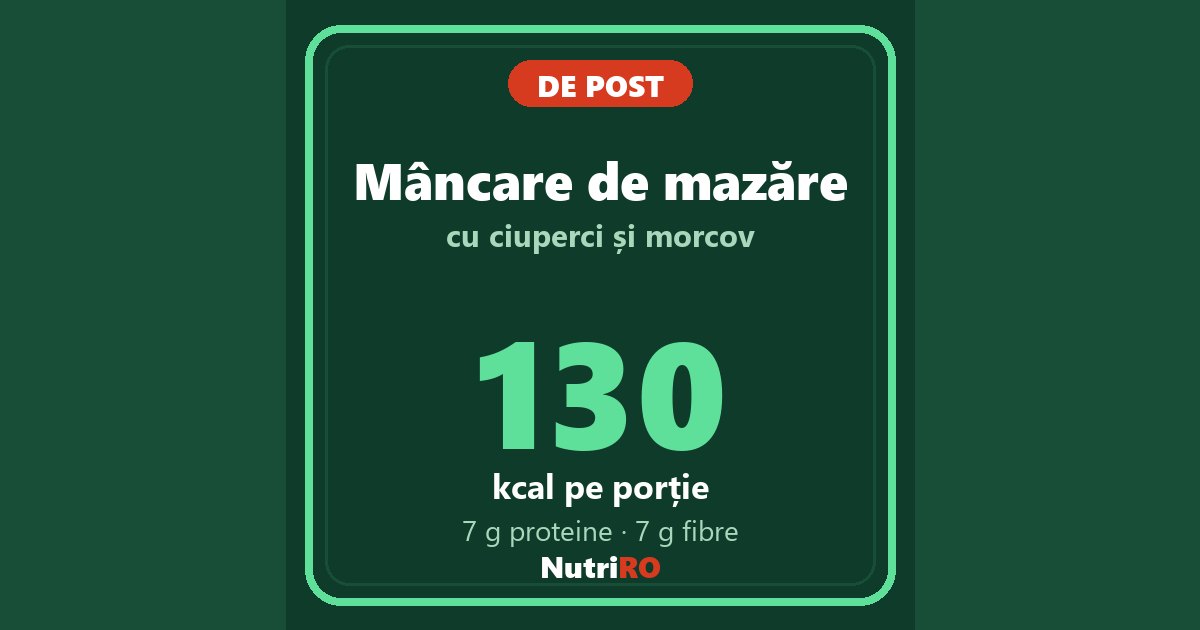 DE POST
Mâncare de mazăre
cu ciuperci și morcov
130
kcal pe porție
7 g proteine · 7 g fibre
NutriRO